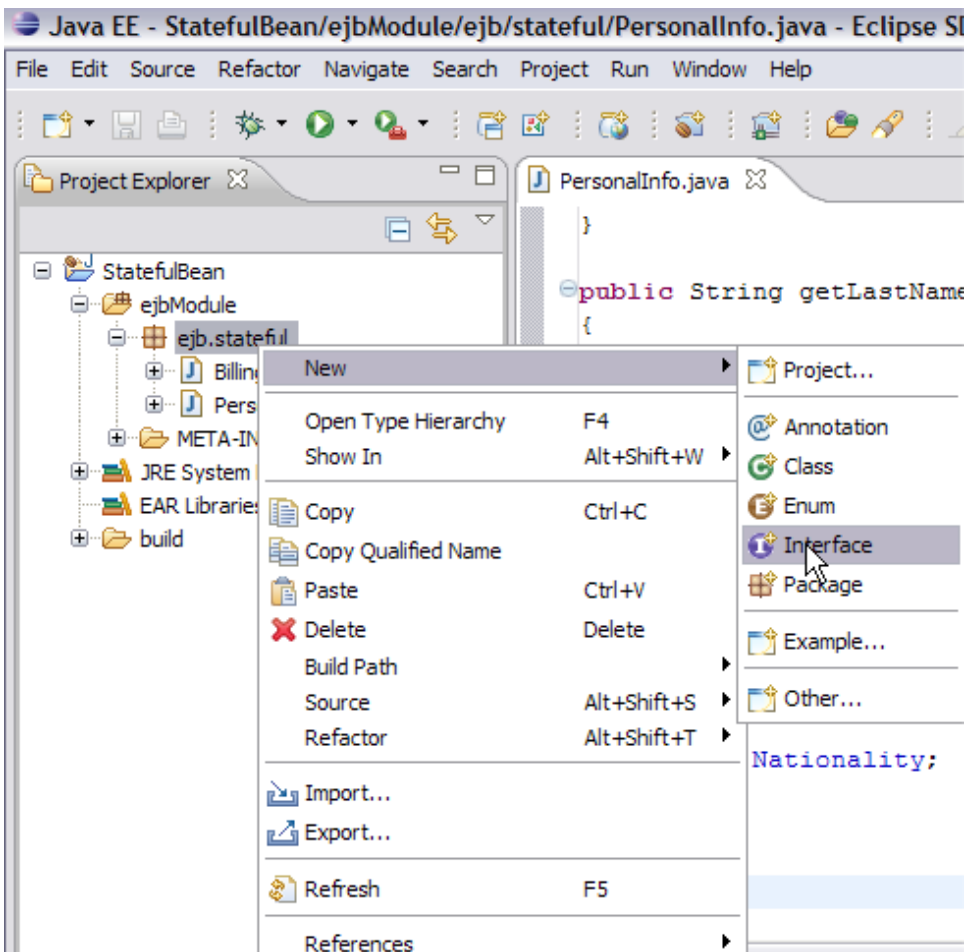 Java EE - StatefulBean/ejbModule/ejb/stateful/PersonalInfo.java - Eclipse
File Edit Source Refactor Navigate Search Project Run Window Help
Project Explorer
PersonalInfo.java
}
StatefulBean
public String getLastName
ejbModule
{
ejb.stateful
Billin
New
Project...
Pers
Open Type Hierarchy F4
Annotation
META-IN
Show In Alt+Shift+W
Class
JRE System
EAR Libraries
Copy Ctrl+C
Enum
build
Copy Qualified Name
Interface
Paste Ctrl+V
Package
Delete Delete
Example...
Build Path
Source Alt+Shift+S
Other...
Refactor Alt+Shift+T
Nationality;
Import...
Export...
Refresh F5
References